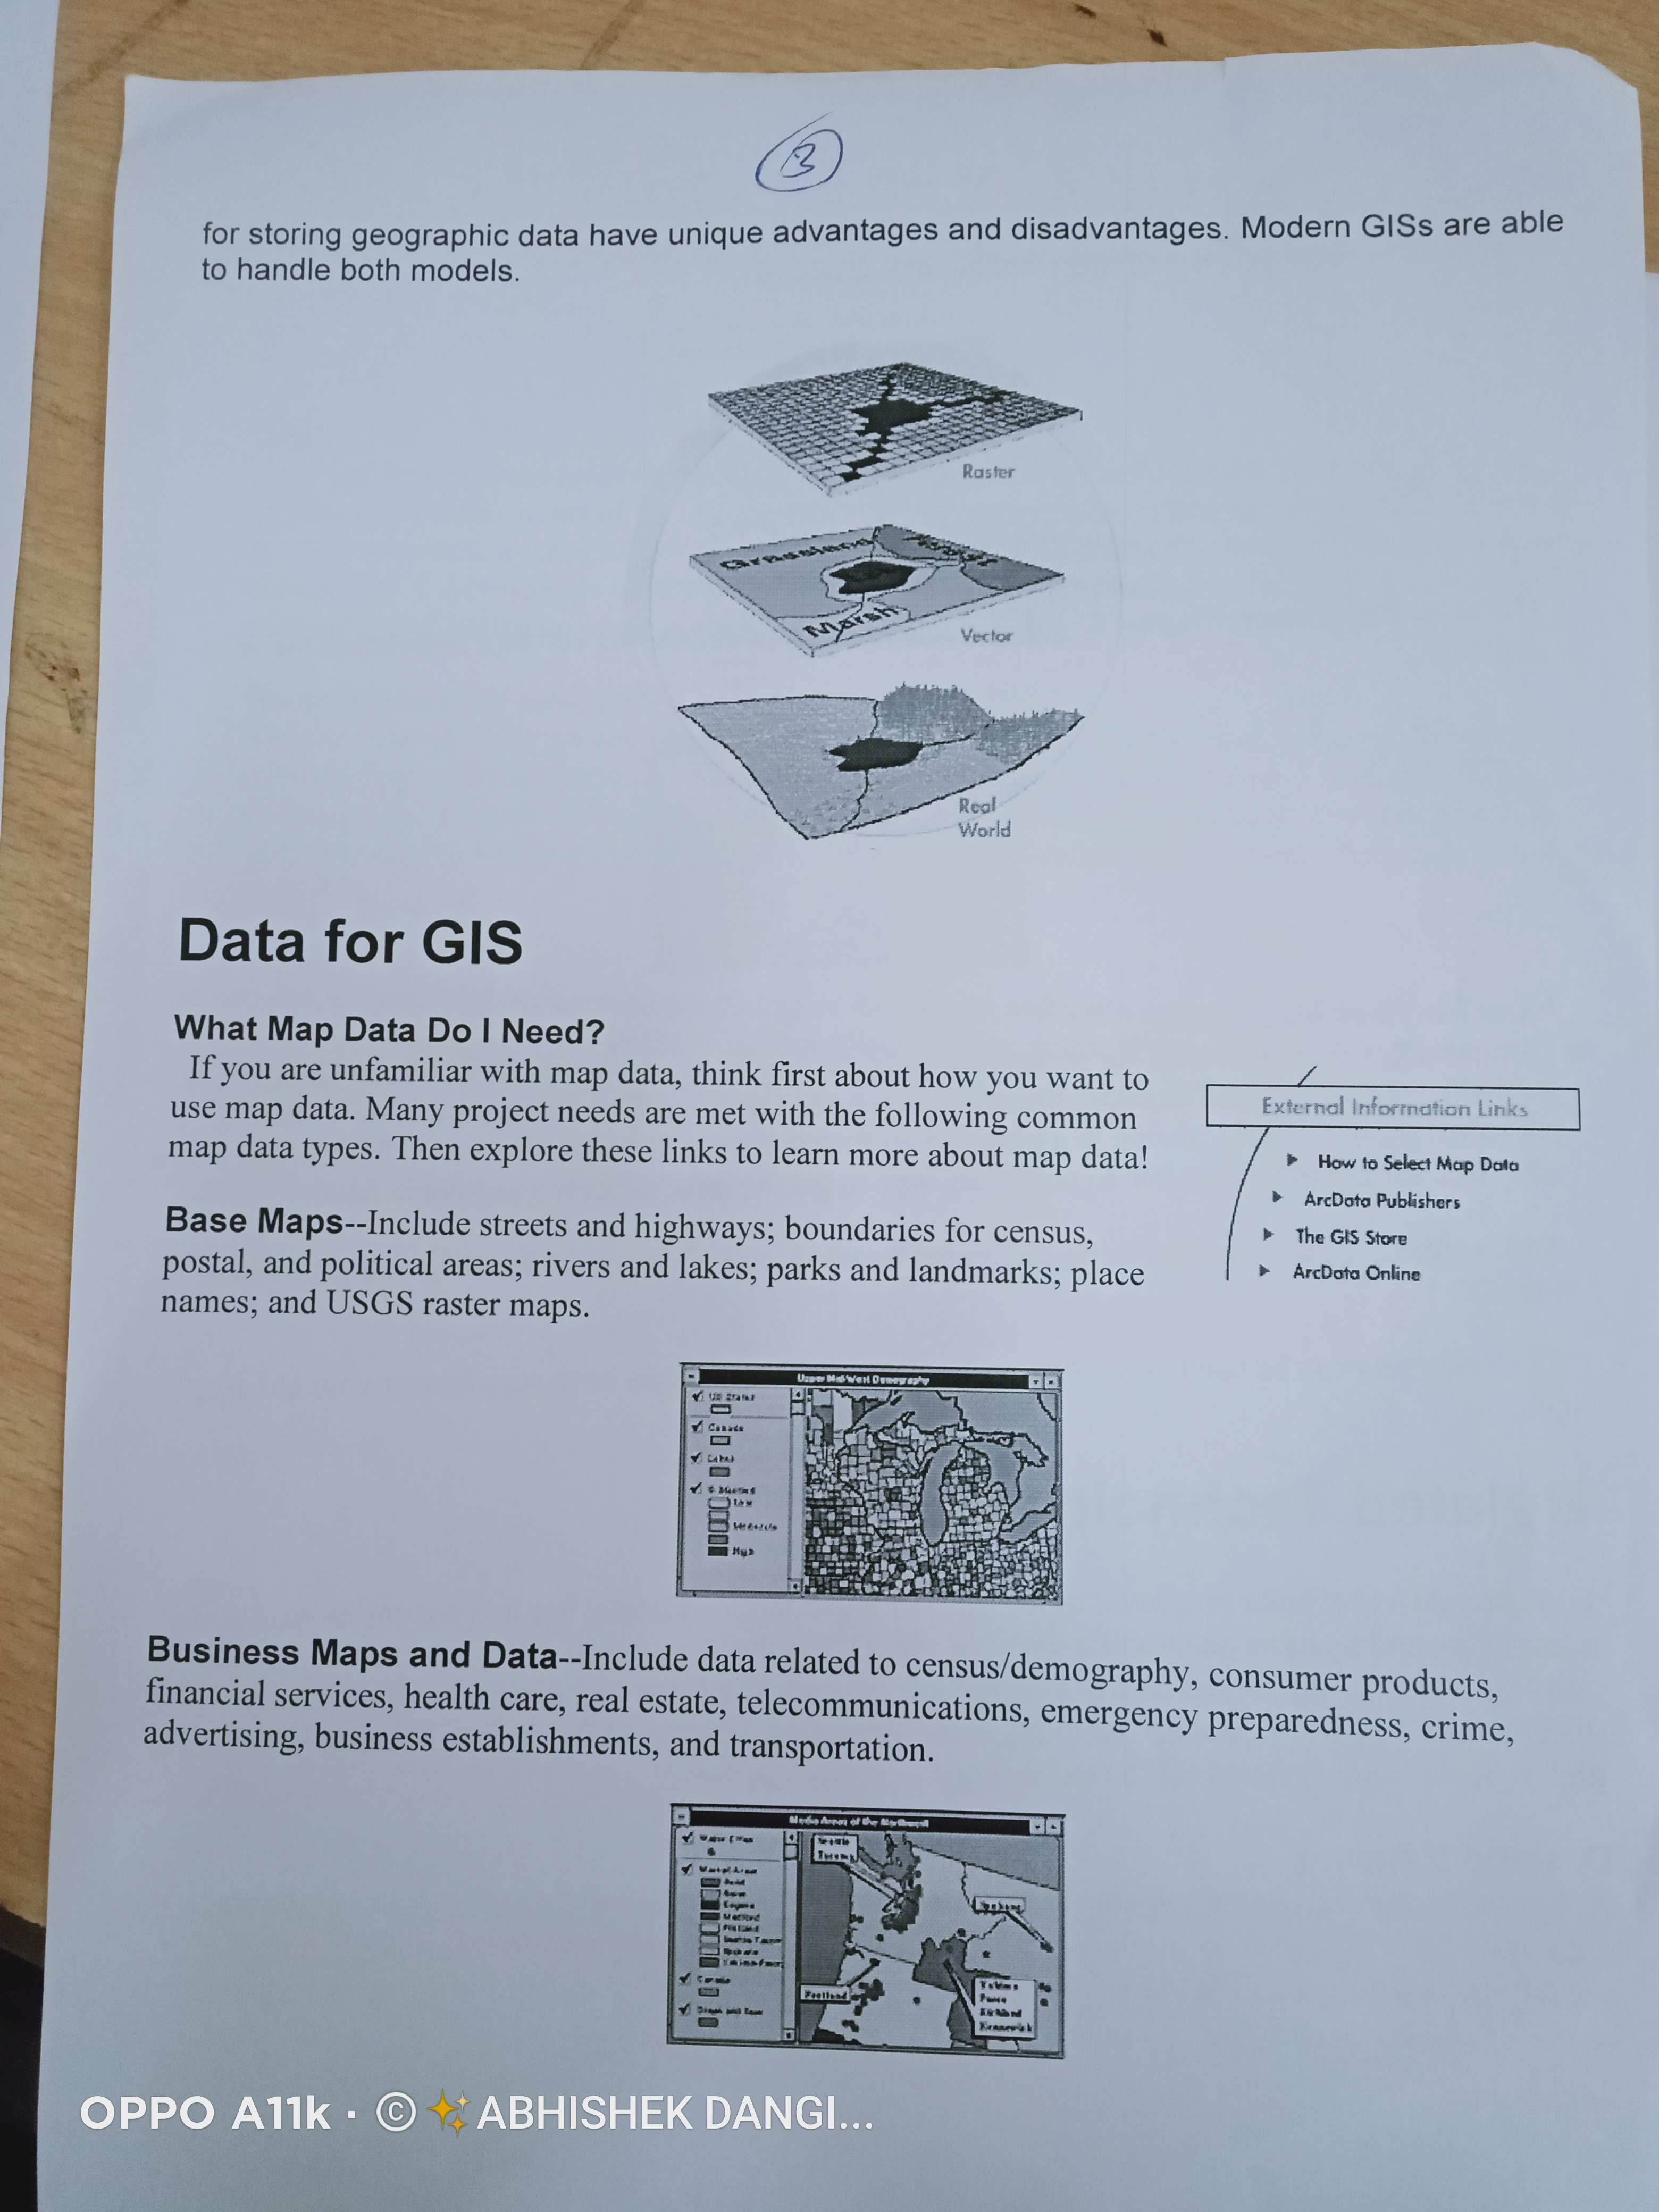 3
for storing geographic data have unique advantages and disadvantages. Modern GISs are able
to handle both models.
Raster
Grassland
Marsh
Vector
Real
World
Data for GIS
What Map Data Do I Need?
If you are unfamiliar with map data, think first about how you want to
use map data. Many project needs are met with the following common
map data types. Then explore these links to learn more about map data!
External Information Links
How to Select Map Data
ArcData Publishers
The GIS Store
ArcData Online
Base Maps--Include streets and highways; boundaries for census,
postal, and political areas; rivers and lakes; parks and landmarks; place
names; and USGS raster maps.
Upper Mid-West Demography
US States
Canada
Low
Moderate
High
Business Maps and Data--Include data related to census/demography, consumer products,
financial services, health care, real estate, telecommunications, emergency preparedness, crime,
advertising, business establishments, and transportation.
Media Areas of the Northwest
Seattle
Tacoma
Spokane
Eugene
Medford
Portland
Canada
Portland
Yakima
Pasco
Richland
Kennewick
OPPO A11k · © ✨ABHISHEK DANGI...